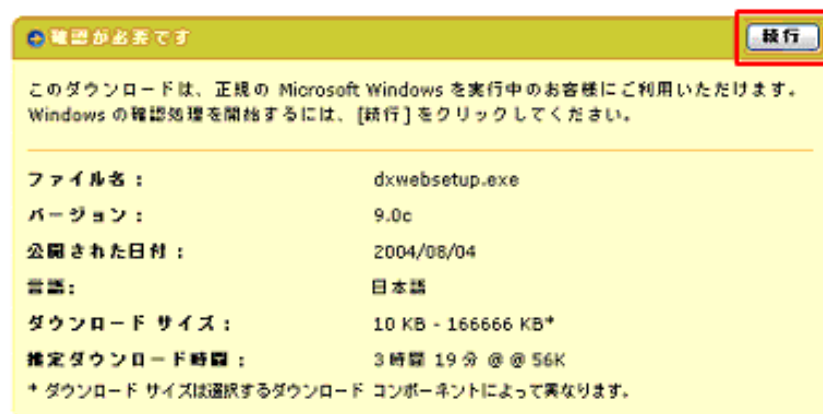 確認が必要です
続行
このダウンロードは、正規の Microsoft Windows を実行中のお客様にご利用いただけます。
Windows の確認処理を開始するには、[続行] をクリックしてください。
ファイル名 : dxwebsetup.exe
バージョン : 9.0c
公開された日付 : 2004/08/04
言語: 日本語
ダウンロード サイズ : 10 KB - 166666 KB*
推定ダウンロード時間 : 3 時間 19 分 @ @ 56K
* ダウンロード サイズは選択するダウンロード コンポーネントによって異なります。